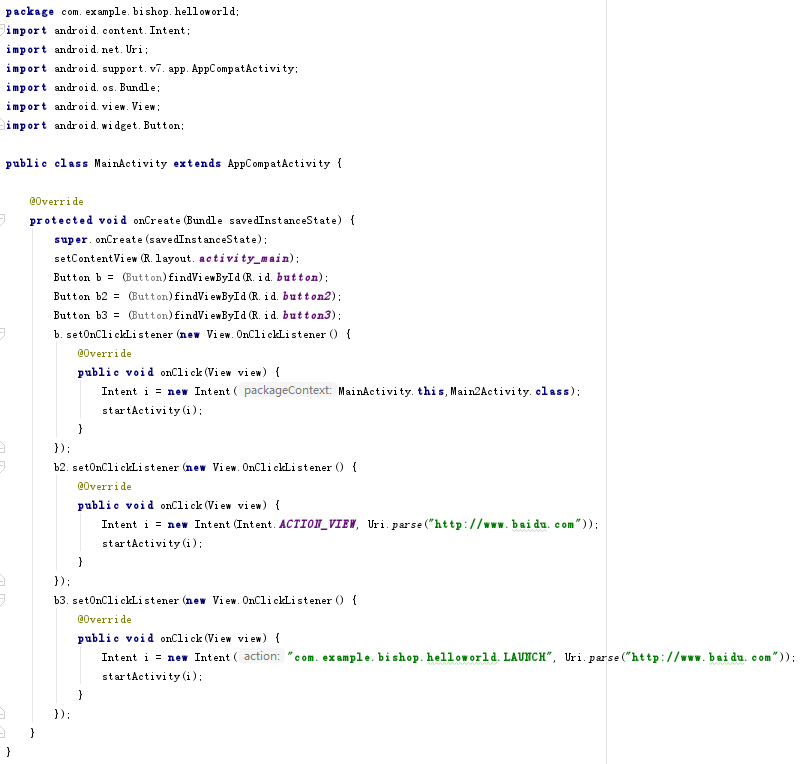 package com.example.bishop.helloworld;
import android.content.Intent;
import android.net.Uri;
import android.support.v7.app.AppCompatActivity;
import android.os.Bundle;
import android.view.View;
import android.widget.Button;
public class MainActivity extends AppCompatActivity {
@Override
protected void onCreate(Bundle savedInstanceState) {
super.onCreate(savedInstanceState);
setContentView(R.layout.activity_main);
Button b = (Button)findViewById(R.id.button);
Button b2 = (Button)findViewById(R.id.button2);
Button b3 = (Button)findViewById(R.id.button3);
b.setOnClickListener(new View.OnClickListener() {
@Override
public void onClick(View view) {
Intent i = new Intent( packageContext: MainActivity.this,Main2Activity.class);
startActivity(i);
}
});
b2.setOnClickListener(new View.OnClickListener() {
@Override
public void onClick(View view) {
Intent i = new Intent(Intent.ACTION_VIEW, Uri.parse("http://www.baidu.com"));
startActivity(i);
}
});
b3.setOnClickListener(new View.OnClickListener() {
@Override
public void onClick(View view) {
Intent i = new Intent( action: "com.example.bishop.helloworld.LAUNCH", Uri.parse("http://www.baidu.com"));
startActivity(i);
}
});
}
}